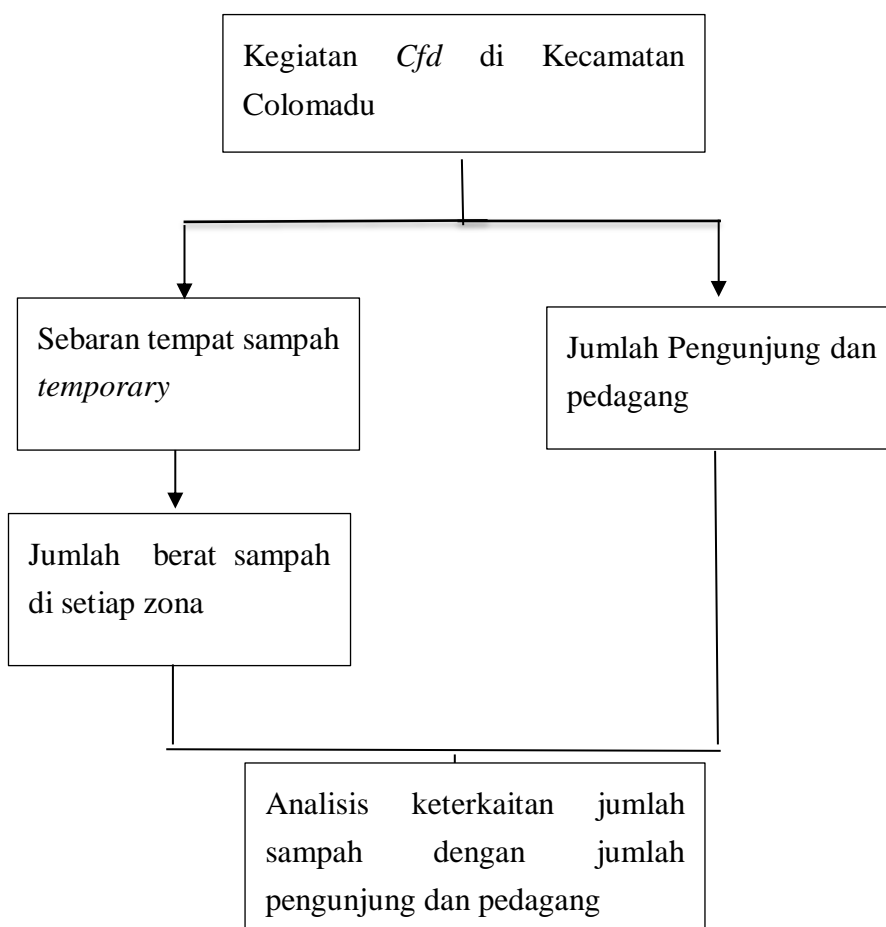 Kegiatan Cfd di Kecamatan
Colomadu
Sebaran tempat sampah
temporary
Jumlah Pengunjung dan
pedagang
Jumlah berat sampah
di setiap zona
Analisis keterkaitan jumlah
sampah dengan jumlah
pengunjung dan pedagang